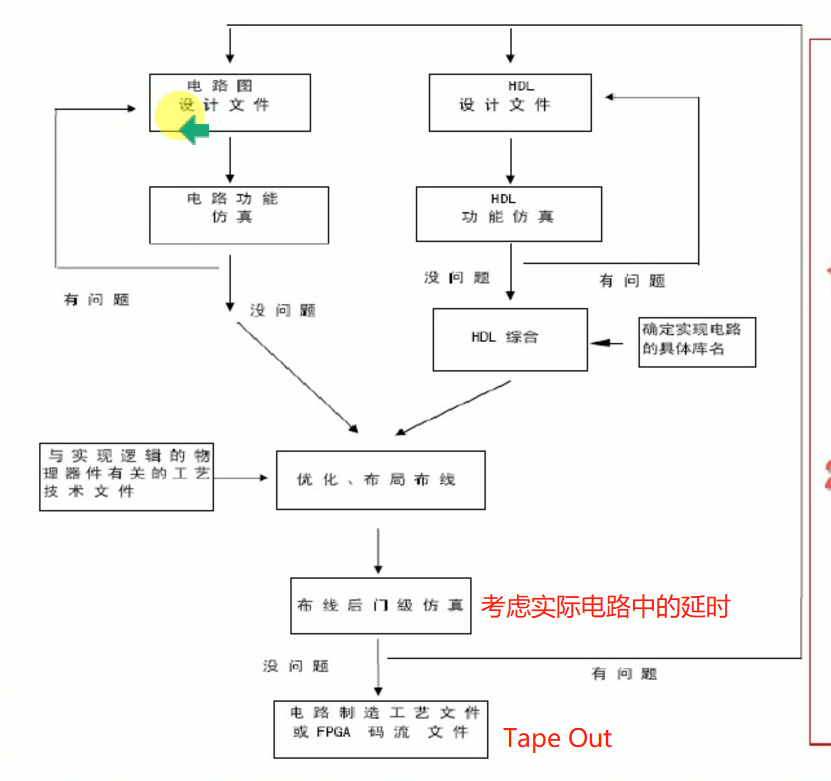 电路图
设计文件
HDL
设计文件
电路功能
仿真
HDL
功能仿真
没问题
有问题
有问题
没问题
HDL 综合
确定实现电路
的具体库名
与实现逻辑的物
理器件有关的工艺
技术文件
优化、布局布线
布线后门级仿真
考虑实际电路中的延时
没问题
有问题
电路制造工艺文件
或FPGA 码流 文件
Tape Out